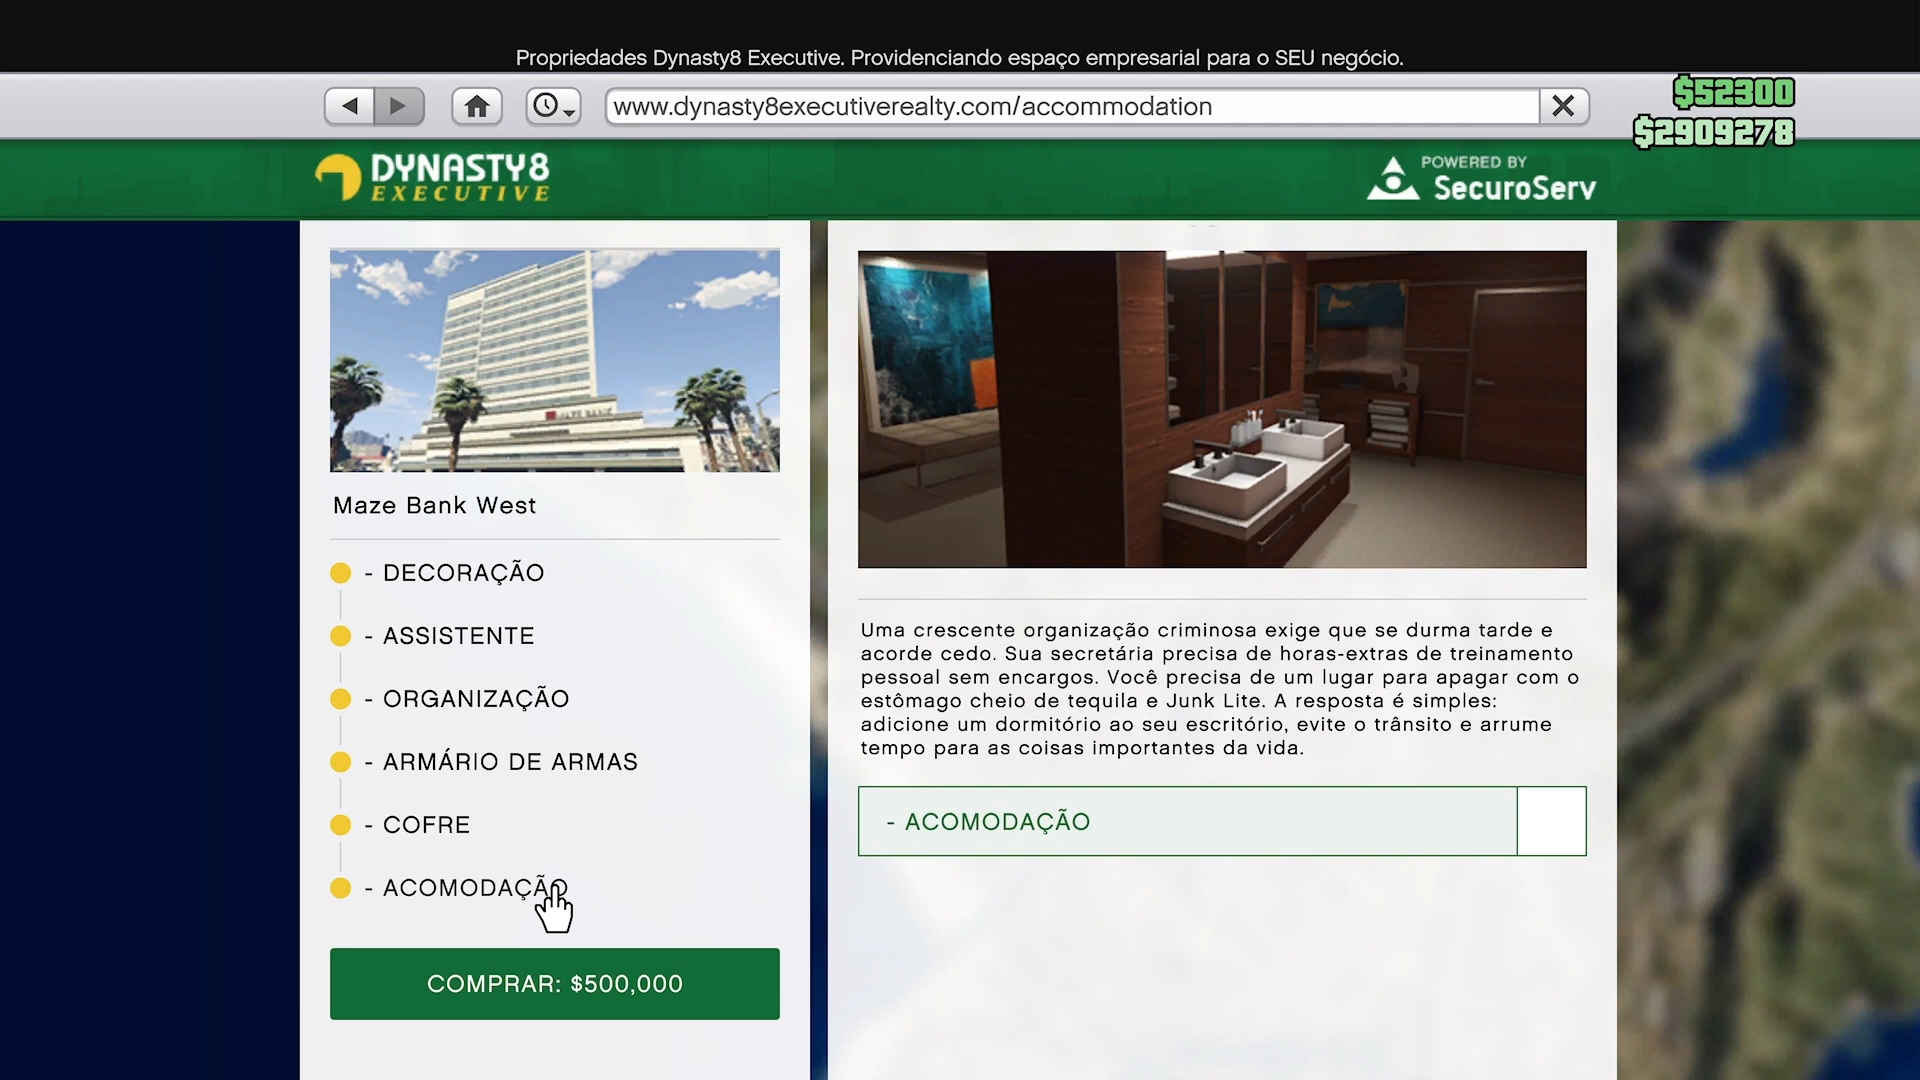 Propriedades Dynasty8 Executive. Providenciando espaço empresarial para o SEU negócio.
www.dynasty8executiverealty.com/accommodation
$52300
$2909278
DYNASTY8
EXECUTIVE
POWERED BY
SecuroServ
MAZE BANK
Maze Bank West
- DECORAÇÃO
- ASSISTENTE
- ORGANIZAÇÃO
- ARMÁRIO DE ARMAS
- COFRE
- ACOMODAÇÃO
COMPRAR: $500,000
Uma crescente organização criminosa exige que se durma tarde e
acorde cedo. Sua secretária precisa de horas-extras de treinamento
pessoal sem encargos. Você precisa de um lugar para apagar com o
estômago cheio de tequila e Junk Lite. A resposta é simples:
adicione um dormitório ao seu escritório, evite o trânsito e arrume
tempo para as coisas importantes da vida.
- ACOMODAÇÃO